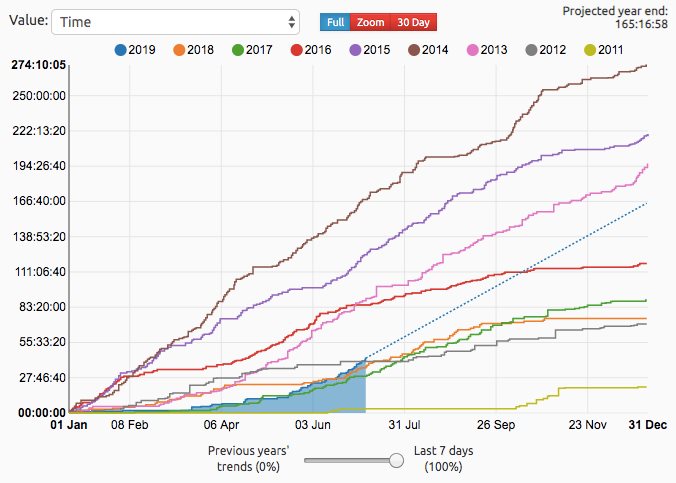 Value: Time Full Zoom 30 Day Projected year end:
165:16:58
2019 2018 2017 2016 2015 2014 2013 2012 2011
274:10:05
250:00:00
222:13:20
194:26:40
166:40:00
138:53:20
111:06:40
83:20:00
55:33:20
27:46:40
00:00:00
01 Jan 08 Feb 06 Apr 03 Jun 31 Jul 26 Sep 23 Nov 31 Dec
Previous years' Last 7 days
trends (0%) (100%)